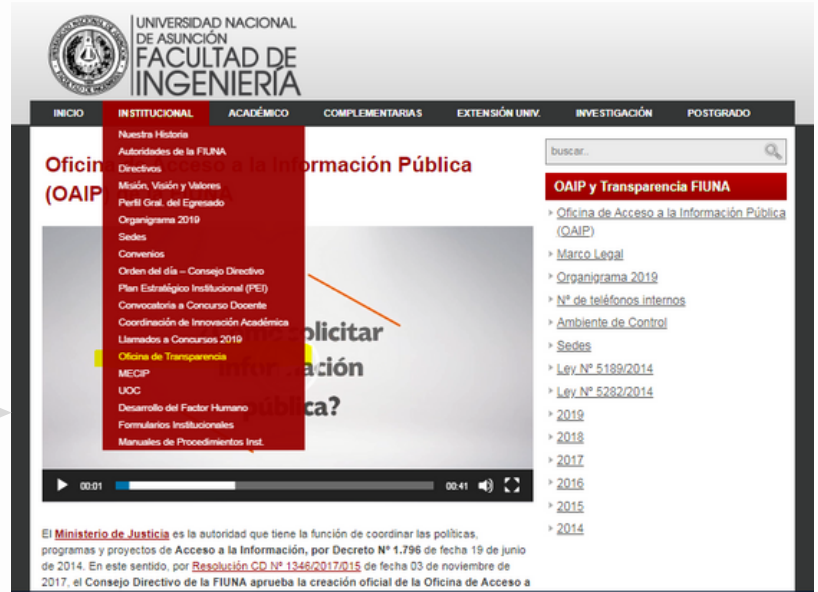 UNIVERSIDAD NACIONAL
DE ASUNCIÓN
FACULTAD DE
INGENIERÍA
INICIO INSTITUCIONAL ACADÉMICO COMPLEMENTARIAS EXTENSIÓN UNIV. INVESTIGACIÓN POSTGRADO
Nuestra Historia
Autoridades de la FIUNA
Directivos
Misión, Visión y Valores
Perfil Gral. del Egresado
Organigrama 2019
Sedes
Convenios
Orden del día – Consejo Directivo
Plan Estratégico Institucional (PEI)
Convocatoria a Concurso Docente
Coordinación de Innovación Académica
Llamados a Concursos 2019
Oficina de Transparencia
MECIP
UOC
Desarrollo del Factor Humano
Formularios Institucionales
Manuales de Procedimientos Inst.
Oficina de Acceso a la Información Pública
(OAIP)
solicitar
información
pública?
00:01 00:41
El Ministerio de Justicia es la autoridad que tiene la función de coordinar las políticas,
programas y proyectos de Acceso a la Información, por Decreto Nº 1.796 de fecha 19 de junio
de 2014. En este sentido, por Resolución CD Nº 1346/2017/015 de fecha 03 de noviembre de
2017, el Consejo Directivo de la FIUNA aprueba la creación oficial de la Oficina de Acceso a
buscar..
OAIP y Transparencia FIUNA
Oficina de Acceso a la Información Pública
(OAIP)
Marco Legal
Organigrama 2019
Nº de teléfonos internos
Ambiente de Control
Sedes
Ley Nº 5189/2014
Ley Nº 5282/2014
2019
2018
2017
2016
2015
2014